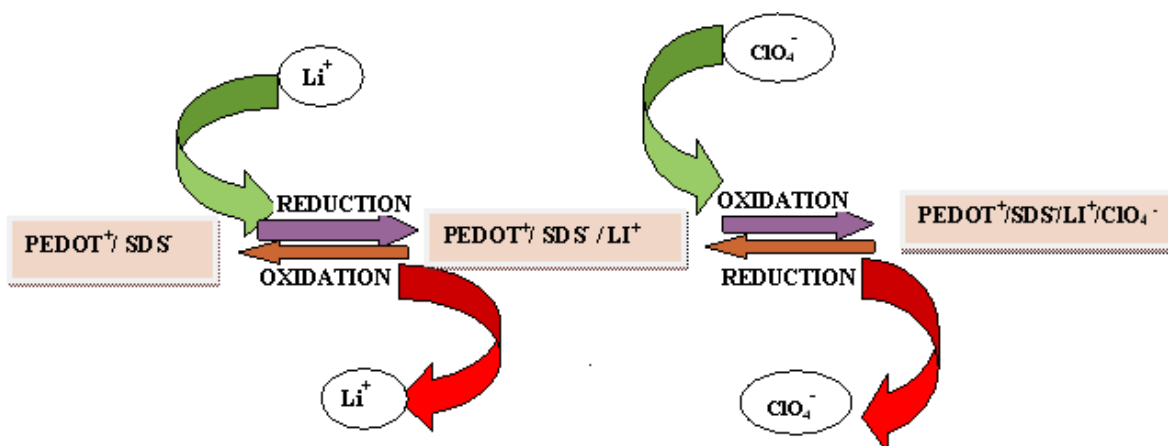 Li⁺
ClO₄⁻
REDUCTION
OXIDATION
PEDOT⁺/ SDS⁻
PEDOT⁺/ SDS⁻ / LI⁺
PEDOT⁺/SDS⁻/LI⁺/ClO₄⁻
OXIDATION
REDUCTION
Li⁺
ClO₄⁻